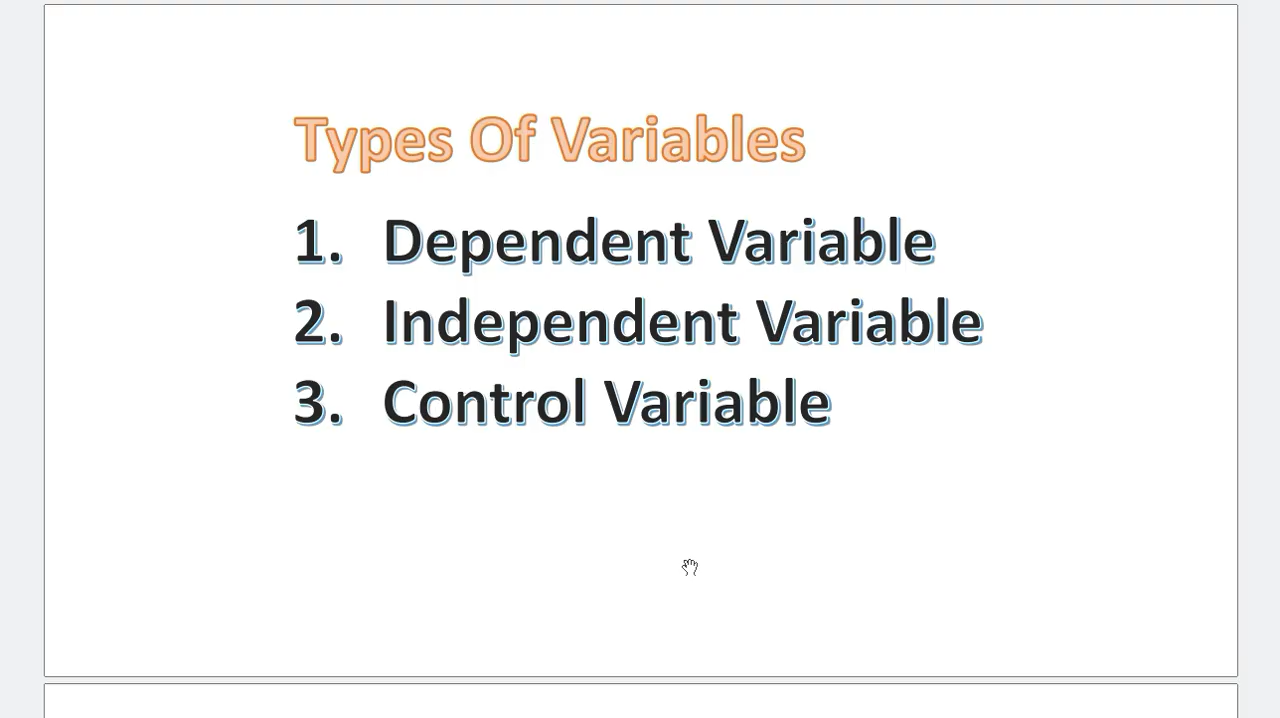 Types Of Variables
1. Dependent Variable
2. Independent Variable
3. Control Variable